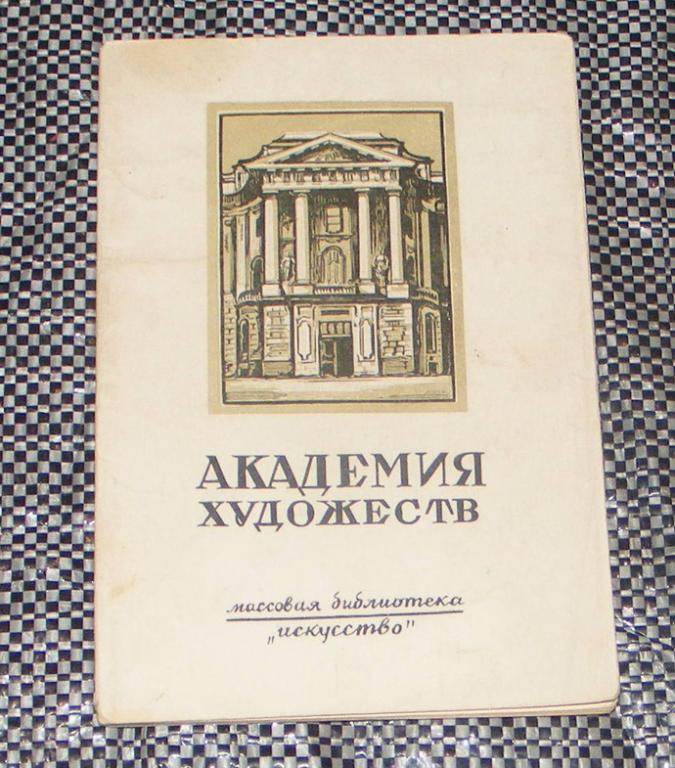 АКАДЕМИЯ
ХУДОЖЕСТВ
массовая библиотека
„искусство"